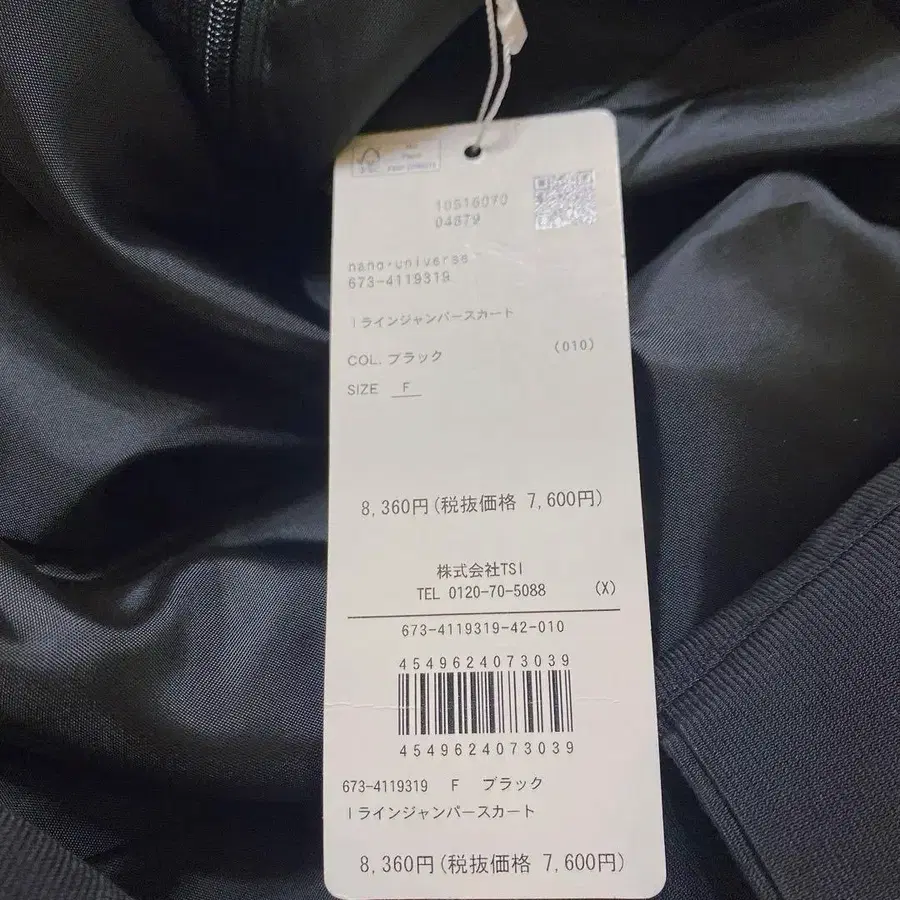 10516070
04879
nano・universe
673-4119319
Iラインジャンパースカート
COL. ブラック (010)
SIZE F
8,360円(税抜価格 7,600円)
株式会社TSI
TEL 0120-70-5088 (X)
673-4119319-42-010
4549624073039
4549624073039
673-4119319 F ブラック
Iラインジャンパースカート
8,360円(税抜価格 7,600円)